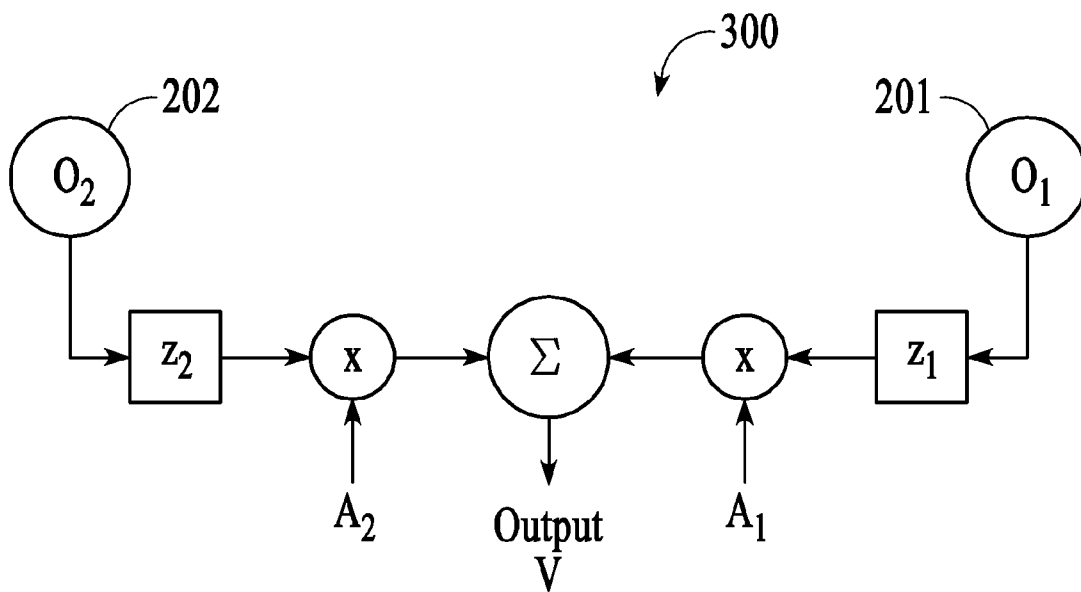 300
202
201
O₂
O₁
z₂
x
Σ
x
z₁
A₂
Output
V
A₁